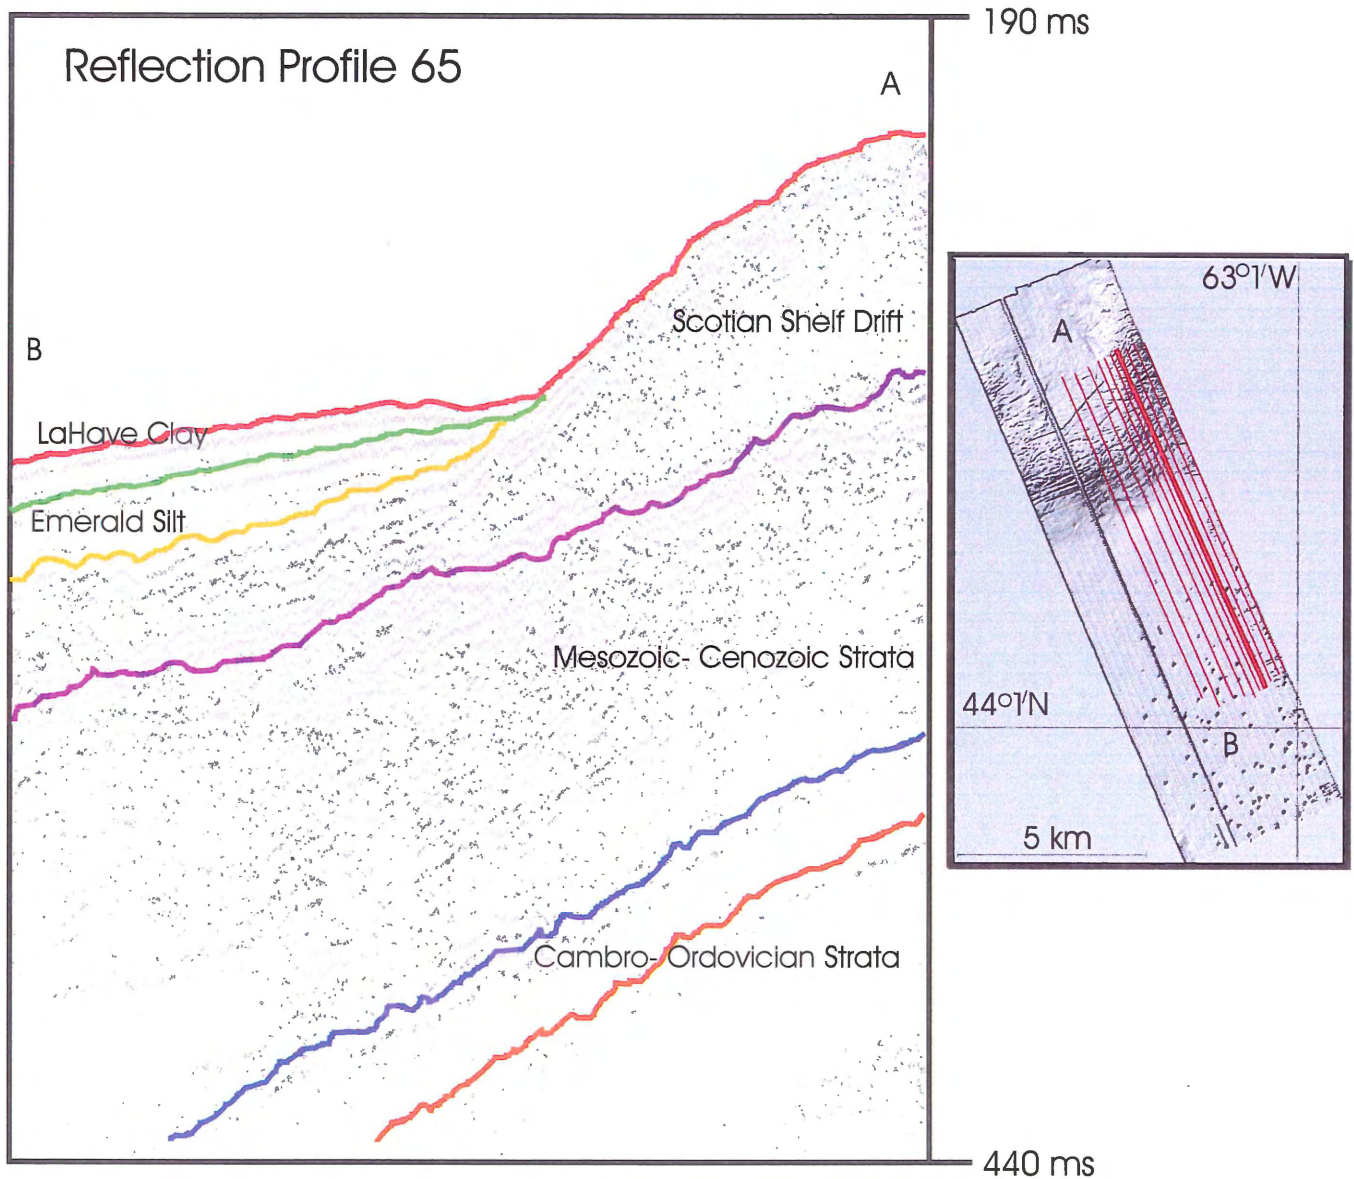 190 ms
Reflection Profile 65
A
63°1'W
Scotian Shelf Drift
A
B
LaHave Clay
Emerald Silt
Mesozoic- Cenozoic Strata
44°1'N
B
5 km
Cambro- Ordovician Strata
440 ms